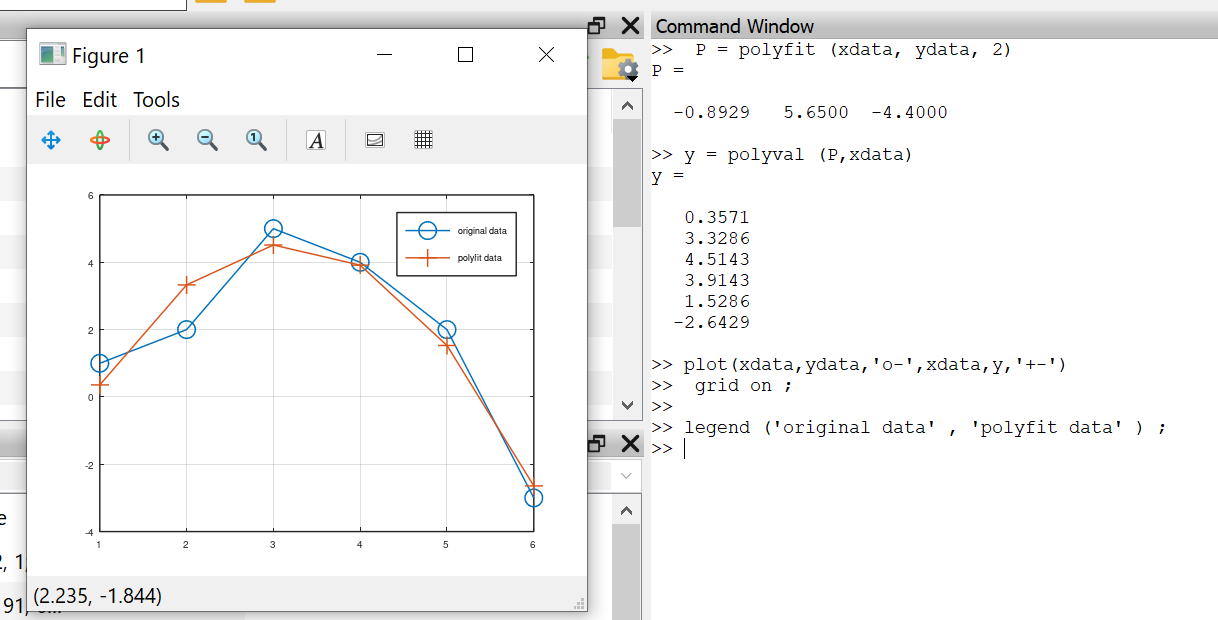 Figure 1
File Edit Tools
A
6
4
2
0
-2
-4
1 2 3 4 5 6
original data
polyfit data
(2.235, -1.844)
Command Window
>>  P = polyfit (xdata, ydata, 2)
P =
-0.8929 5.6500 -4.4000
>> y = polyval (P,xdata)
y =
0.3571
3.3286
4.5143
3.9143
1.5286
-2.6429
>> plot(xdata,ydata,'o-',xdata,y,'+-')
>>  grid on ;
>>
>> legend ('original data' , 'polyfit data' ) ;
>>